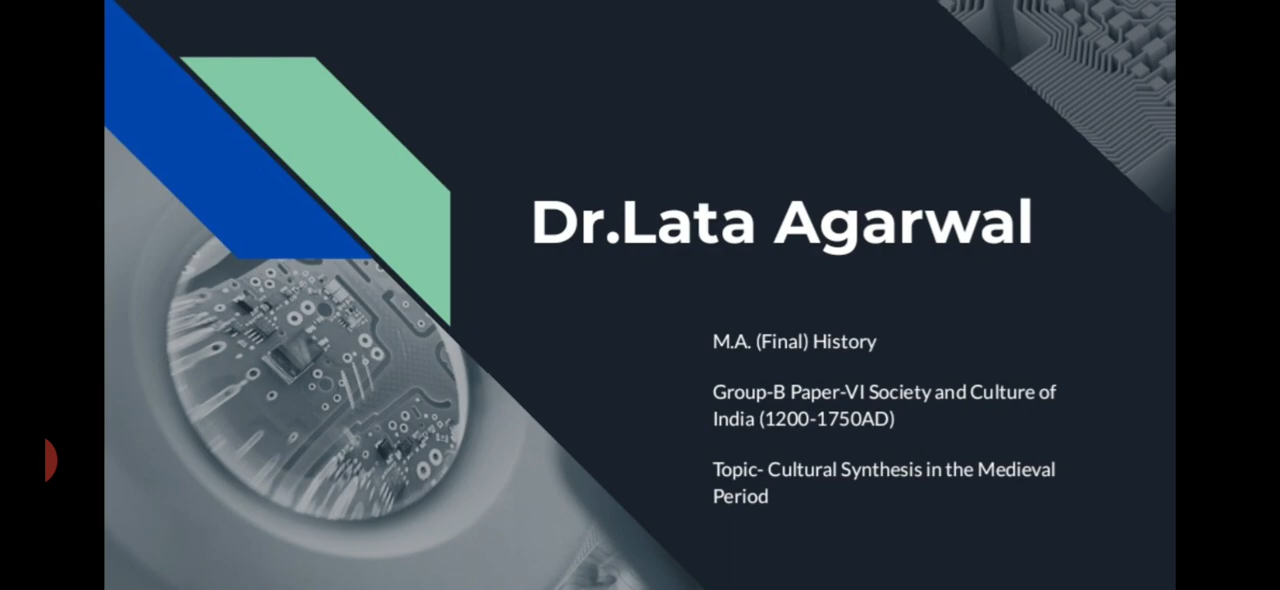 Dr.Lata Agarwal
M.A. (Final) History
Group-B Paper-VI Society and Culture of
India (1200-1750AD)
Topic- Cultural Synthesis in the Medieval
Period